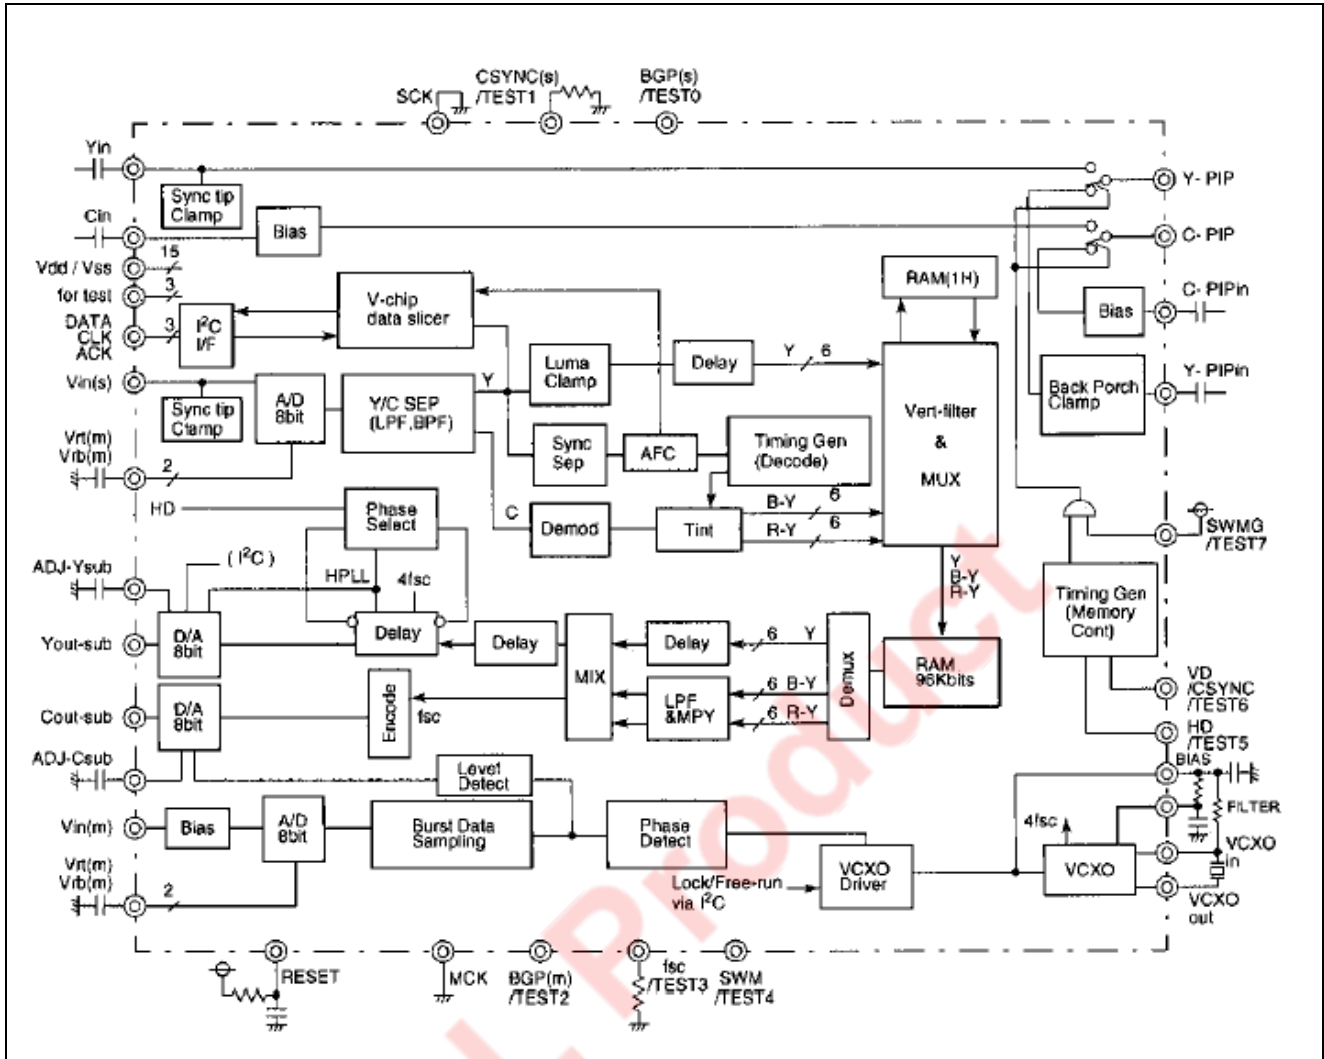 CSYNC(s)
/TEST1
BGP(s)
/TEST0
SCK
Yin
Sync tip
Clamp
Y- PIP
Cin
Bias
C- PIP
Vdd / Vss
15
for test
3
DATA
CLK
ACK
3
I²C
I/F
V-chip
data slicer
RAM(1H)
C- PIPin
Bias
Vin(s)
Sync tip
Clamp
A/D
8bit
Y/C SEP
(LPF,BPF)
Y
Luma
Clamp
Delay
Y
6
Vert-filter
&
MUX
Back Porch
Clamp
Y- PIPin
Vrt(m)
Vrb(m)
2
Sync
Sep
AFC
Timing Gen
(Decode)
HD
Phase
Select
C
Demod
Tint
B-Y
6
R-Y
6
SWMG
/TEST7
ADJ-Ysub
( I²C )
HPLL
4fsc
Y
B-Y
R-Y
Timing Gen
(Memory
Cont)
Yout-sub
D/A
8bit
Delay
Delay
MIX
Delay
6
Y
Demux
RAM
96Kbits
VD
/CSYNC
/TEST6
Cout-sub
D/A
8bit
Encode
fsc
LPF
&MPY
6
B-Y
6
R-Y
HD
/TEST5
ADJ-Csub
Level
Detect
BIAS
FILTER
Vin(m)
Bias
A/D
8bit
Burst Data
Sampling
Phase
Detect
4fsc
VCXO
in
Vrt(m)
Vrb(m)
2
Lock/Free-run
via I²C
VCXO
Driver
VCXO
VCXO
out
RESET
MCK
BGP(m)
/TEST2
fsc
/TEST3
SWM
/TEST4
L Product